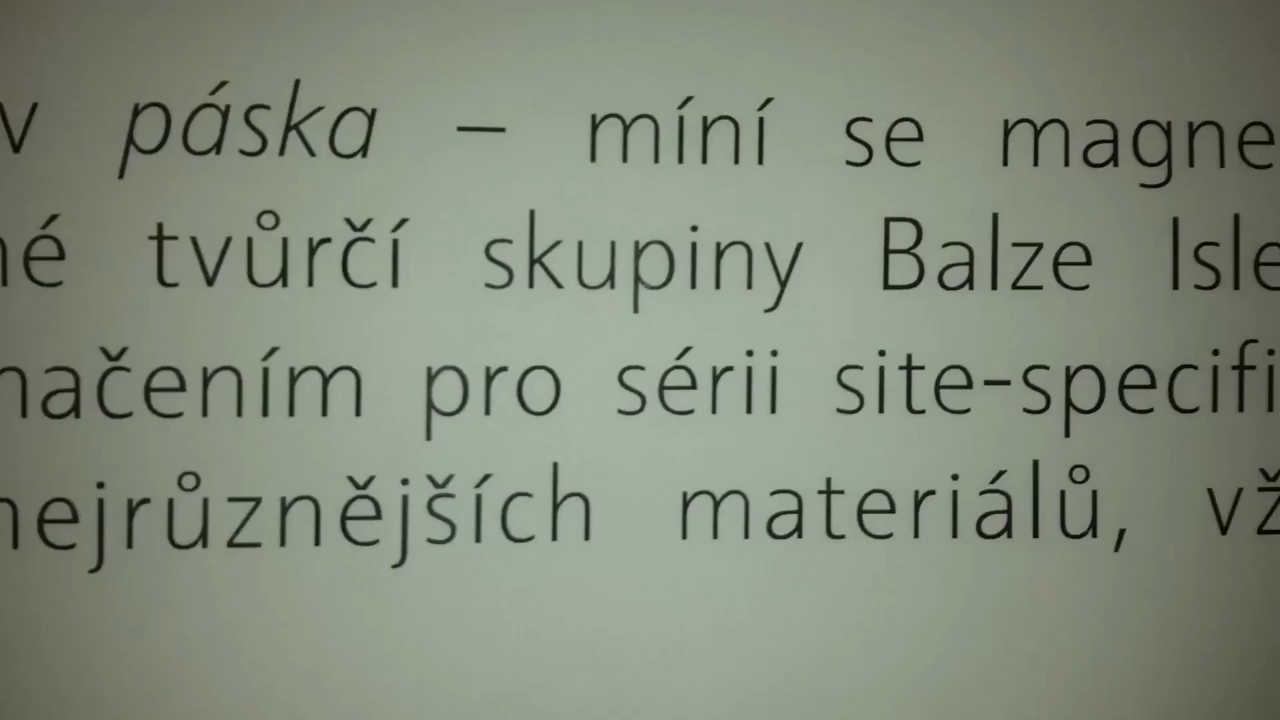 v páska – míní se magne
né tvůrčí skupiny Balze Isle
načením pro sérii site-specifi
nejrůznějších materiálů, vž